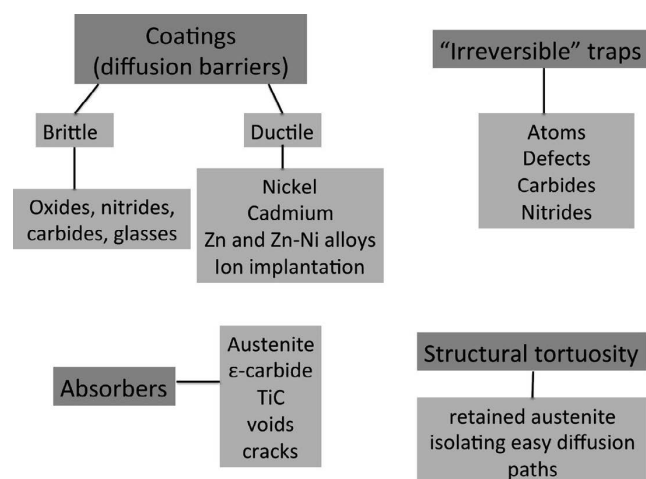 Coatings
(diffusion barriers)
Brittle
Ductile
Oxides, nitrides,
carbides, glasses
Nickel
Cadmium
Zn and Zn-Ni alloys
Ion implantation
“Irreversible” traps
Atoms
Defects
Carbides
Nitrides
Absorbers
Austenite
ε-carbide
TiC
voids
cracks
Structural tortuosity
retained austenite
isolating easy diffusion
paths